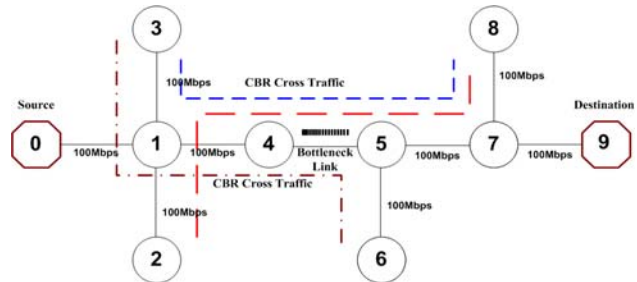 3
8
100Mbps
CBR Cross Traffic
100Mbps
Source
Destination
0
1
4
5
7
9
100Mbps
100Mbps
Bottleneck
Link
100Mbps
100Mbps
CBR Cross Traffic
100Mbps
100Mbps
2
6